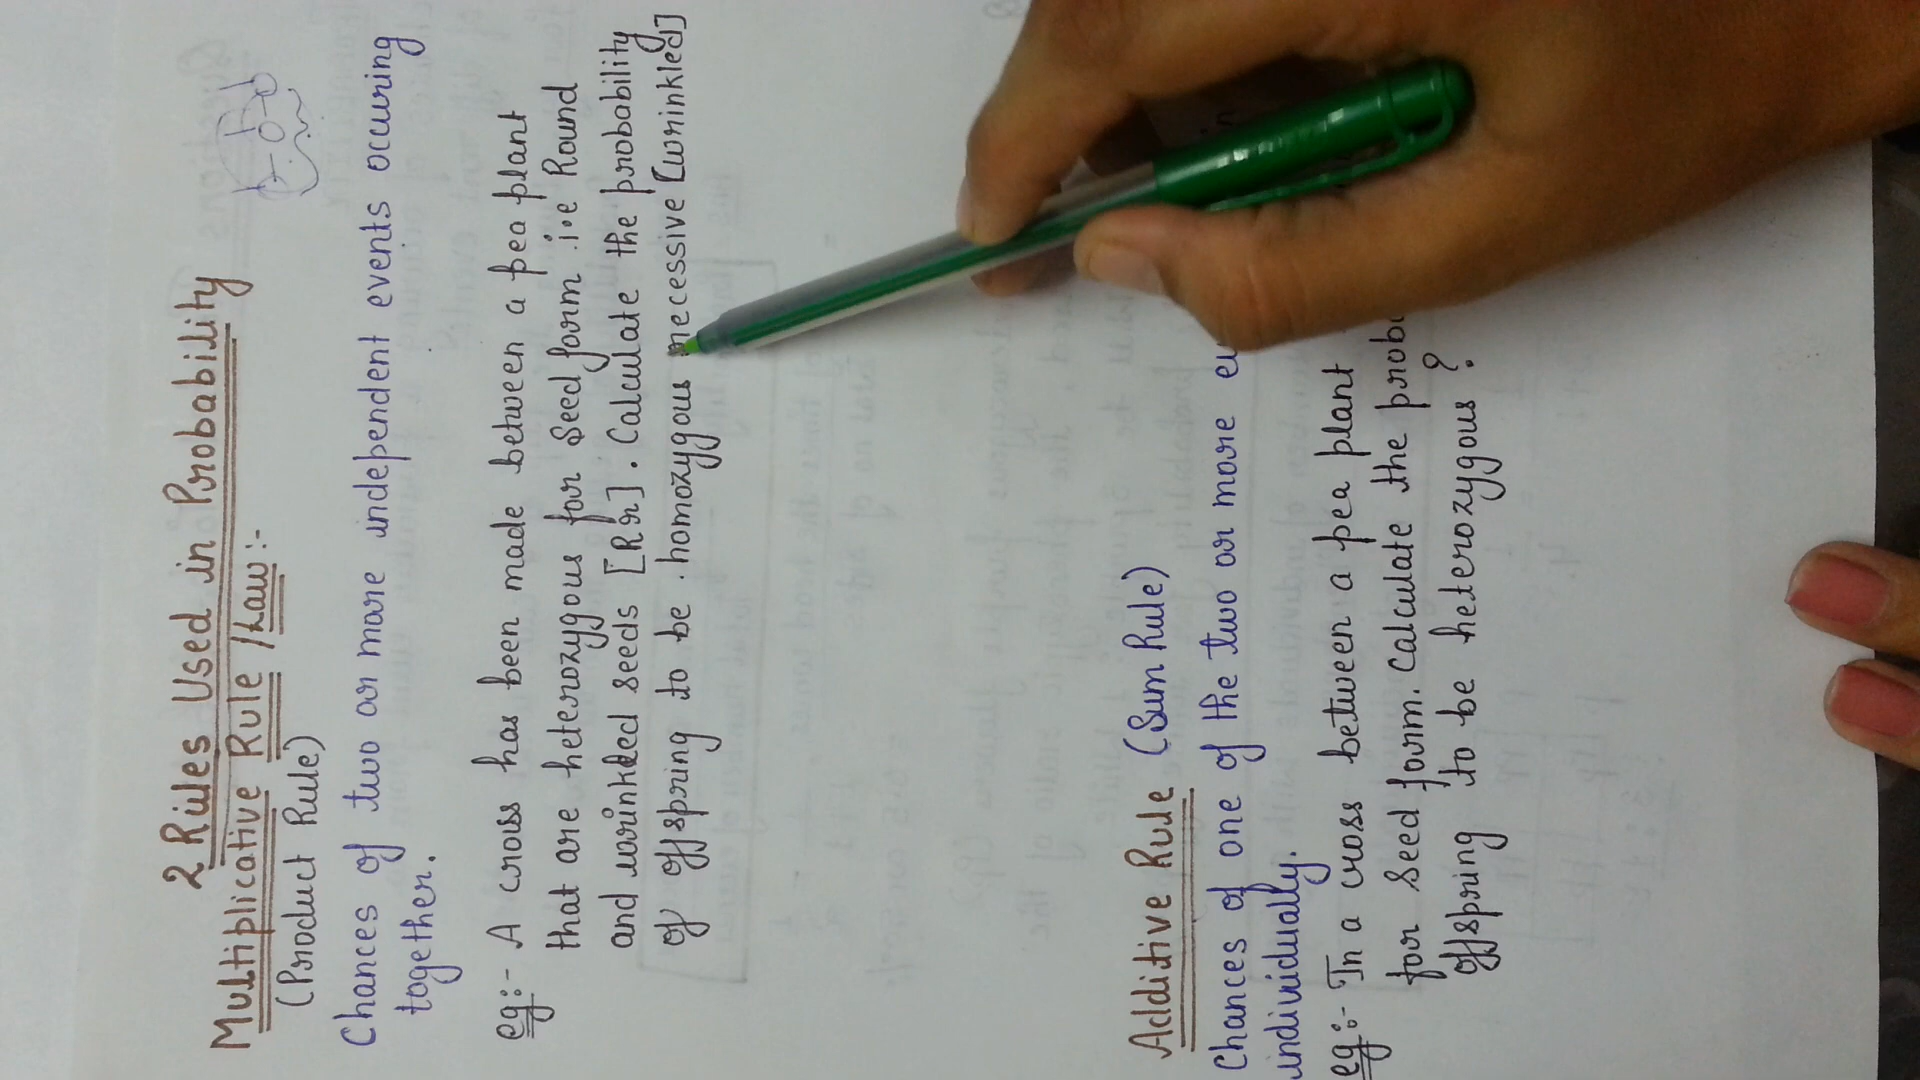 2 Rules Used in Probability
Multiplicative Rule / Law :-
(Product Rule)
Chances of two or more independent events occuring
together.
eg:- A cross has been made between a pea plant
that are heterozygous for Seed form i.e Round
and wrinkled seeds [Rr]. Calculate the probability
of offspring to be homozygous recessive [wrinkled]
Additive Rule (Sum Rule)
Chances of one of the two or more
individually.
eg:- In a cross between a pea plant
for Seed form. Calculate the
offspring to be heterozygous ?